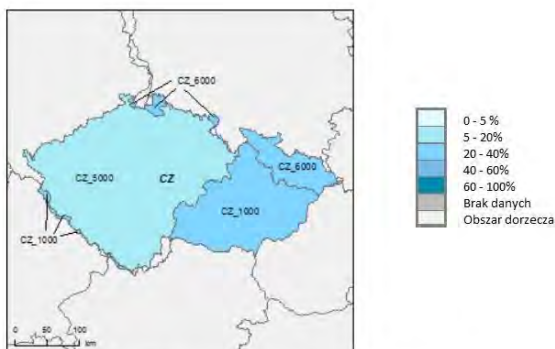 CZ_6000
CZ_5000
CZ
CZ_6000
CZ_1000
CZ_1000
0 50 100
km
0 - 5 %
5 - 20%
20 - 40%
40 - 60%
60 - 100%
Brak danych
Obszar dorzecza